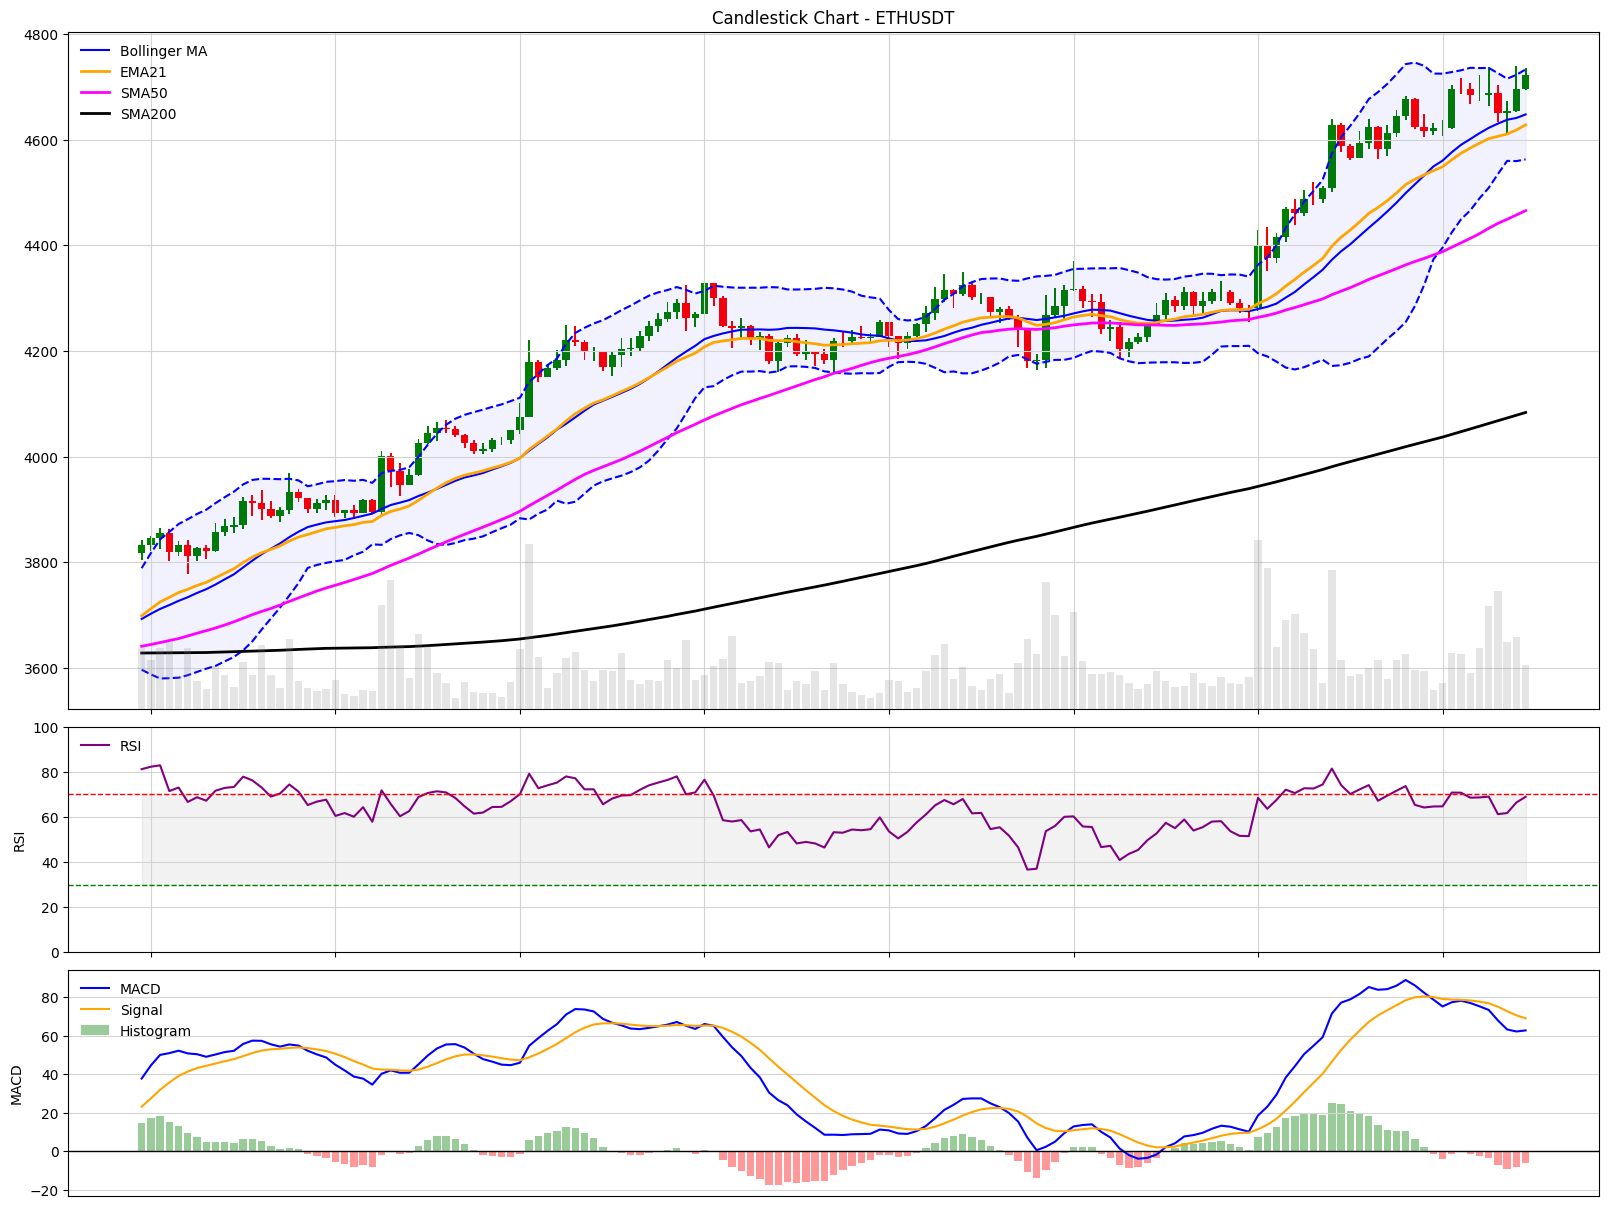 Candlestick Chart - ETHUSDT
4800
4600
4400
4200
4000
3800
3600
Bollinger MA
EMA21
SMA50
SMA200
100
80
60
40
20
0
RSI
RSI
80
60
40
20
0
−20
MACD
MACD
Signal
Histogram